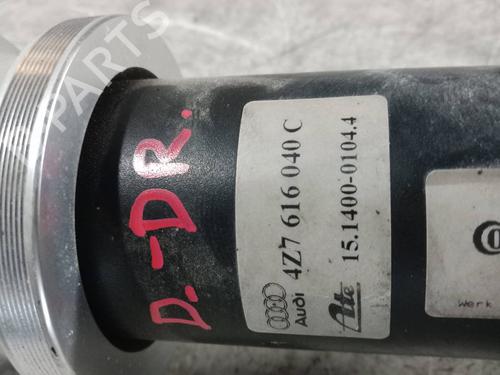 D.-DR.
4Z7 616 040 C
Audi
15.1400-0104.4
Ate
Werk
B-PARTS